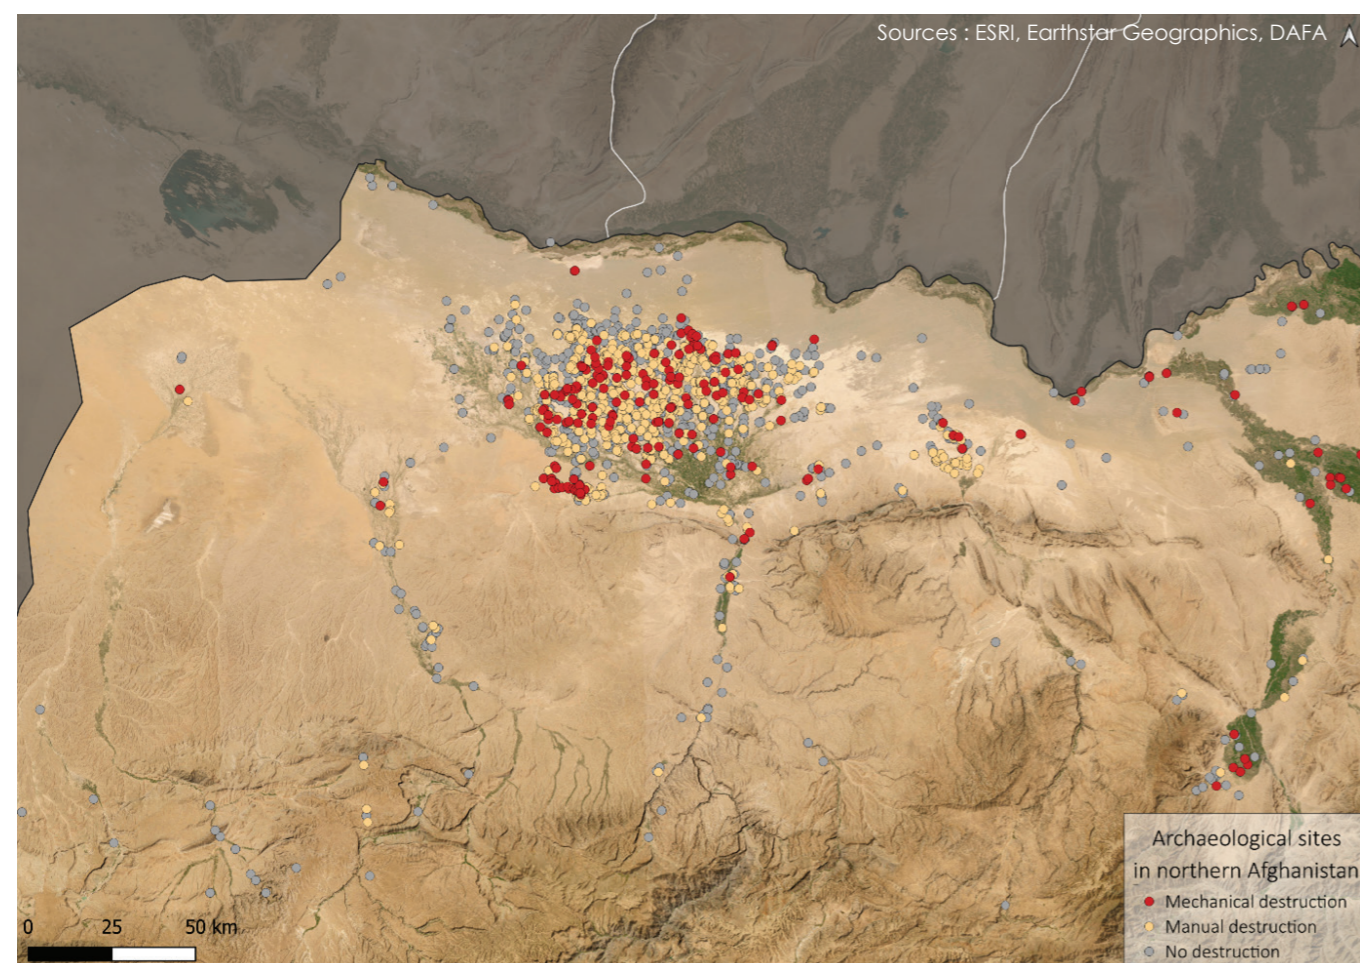 Sources : ESRI, Earthstar Geographics, DAFA
Archaeological sites
in northern Afghanistan
Mechanical destruction
Manual destruction
No destruction
0 25 50 km